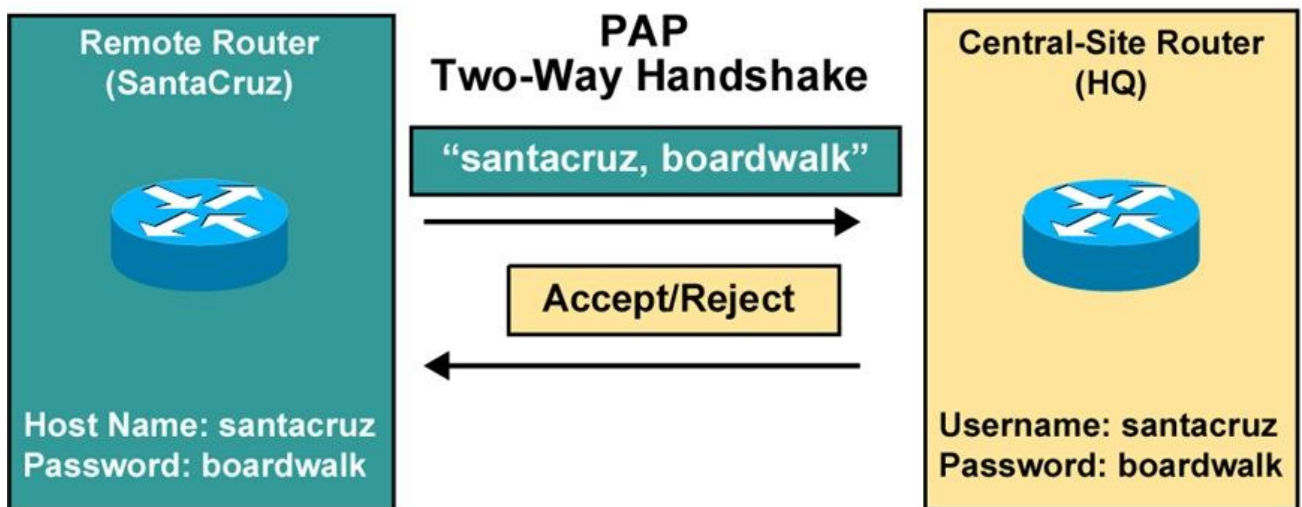 Remote Router
(SantaCruz)
PAP
Two-Way Handshake
Central-Site Router
(HQ)
“santacruz, boardwalk”
Accept/Reject
Host Name: santacruz
Password: boardwalk
Username: santacruz
Password: boardwalk